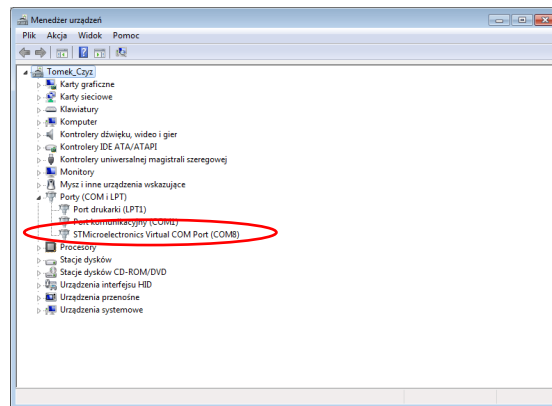 Menedżer urządzeń
Plik Akcja Widok Pomoc
Tomek_Czyz
Karty graficzne
Karty sieciowe
Klawiatury
Komputer
Kontrolery dźwięku, wideo i gier
Kontrolery IDE ATA/ATAPI
Kontrolery uniwersalnej magistrali szeregowej
Monitory
Mysz i inne urządzenia wskazujące
Porty (COM i LPT)
Port drukarki (LPT1)
Port komunikacyjny (COM1)
STMicroelectronics Virtual COM Port (COM8)
Procesory
Stacje dysków
Stacje dysków CD-ROM/DVD
Urządzenia interfejsu HID
Urządzenia przenośne
Urządzenia systemowe